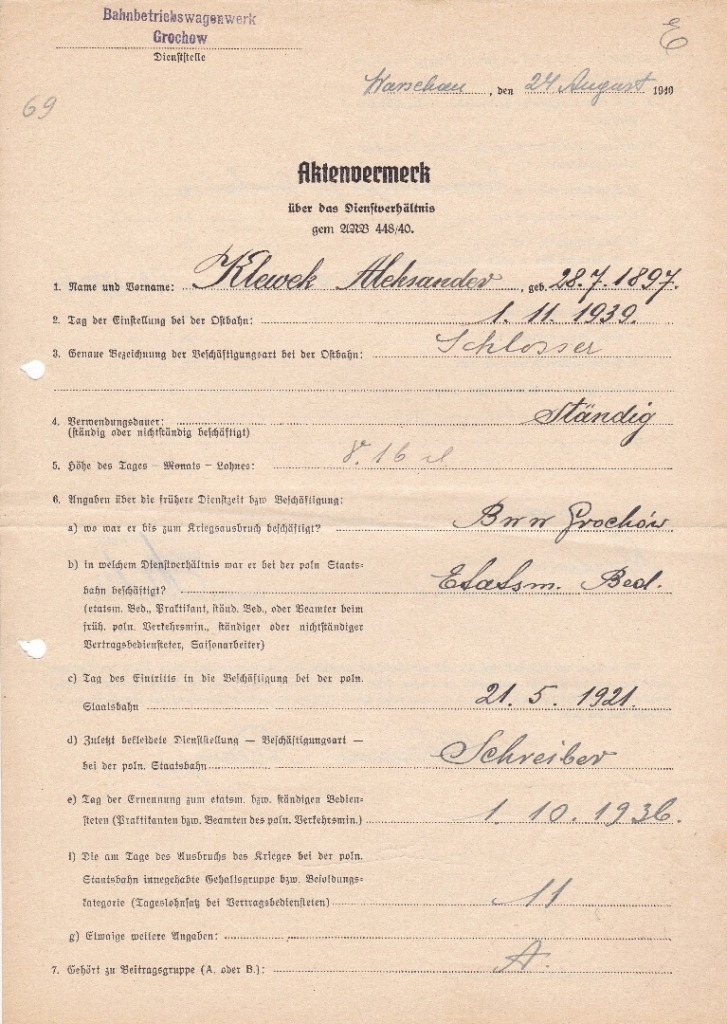 Bahnbetriebswagenwerk
Grochow
Dienststelle
E
Warschau, den 24 August 1940
69
Aktenvermerk
über das Dienstverhältnis
gem ANB 448/40.
1. Name und Vorname: Klewek Aleksander, geb. 28.7.1897.
2. Tag der Einstellung bei der Ostbahn: 1. 11. 1939.
3. Genaue Bezeichnung der Beschäftigungsart bei der Ostbahn: Schlosser
4. Verwendungsdauer: Ständig
(ständig oder nichtständig beschäftigt)
5. Höhe des Tages – Monats – Lohnes: 8.16 zl
6. Angaben über die frühere Dienstzeit bzw Beschäftigung:
a) wo war er bis zum Kriegsausbruch beschäftigt? Bww Grochów.
b) in welchem Dienstverhältnis war er bei der poln Staats-
bahn beschäftigt? Etatsm. Bed.
(etatsm. Bed., Praktikant, ständ. Bed., oder Beamter beim
früh. poln. Verkehrsmin., ständiger oder nichtständiger
Vertragsbediensteter, Saisonarbeiter)
c) Tag des Eintritts in die Beschäftigung bei der poln.
Staatsbahn 21. 5. 1921.
d) Zuletzt bekleidete Dienststellung — Beschäftigungsart —
bei der poln. Staatsbahn Schreiber
e) Tag der Ernennung zum etatsm. bzw. ständigen Bedien-
steten (Praktikanten bzw. Beamten des poln. Verkehrsmin.) 1. 10. 1936.
f) Die am Tage des Ausbruchs des Krieges bei der poln.
Staatsbahn innegehabte Gehaltsgruppe bzw. Besoldungs-
kategorie (Tageslohnsatz bei Vertragsbediensteten) 11
g) Etwaige weitere Angaben:
7. Gehört zu Beitragsgruppe (A. oder B.): A.